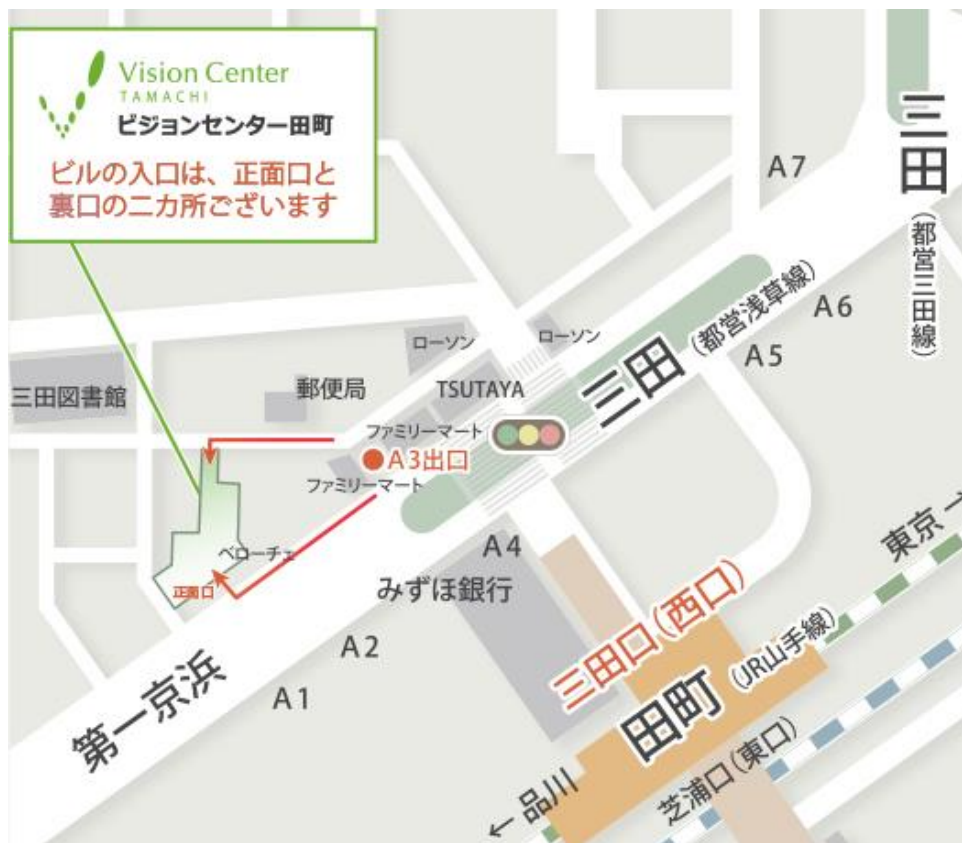 Vision Center
TAMACHI
ビジョンセンター田町
ビルの入口は、正面口と
裏口の二カ所ございます
三田
(都営三田線)
A7
A6
A5
三田
(都営浅草線)
ローソン
ローソン
TSUTAYA
郵便局
三田図書館
ファミリーマート
A3出口
ファミリーマート
ベローチェ
正面口
A4
みずほ銀行
A2
A1
第一京浜
三田口(西口)
田町
(JR山手線)
東京→
芝浦口(東口)
←品川